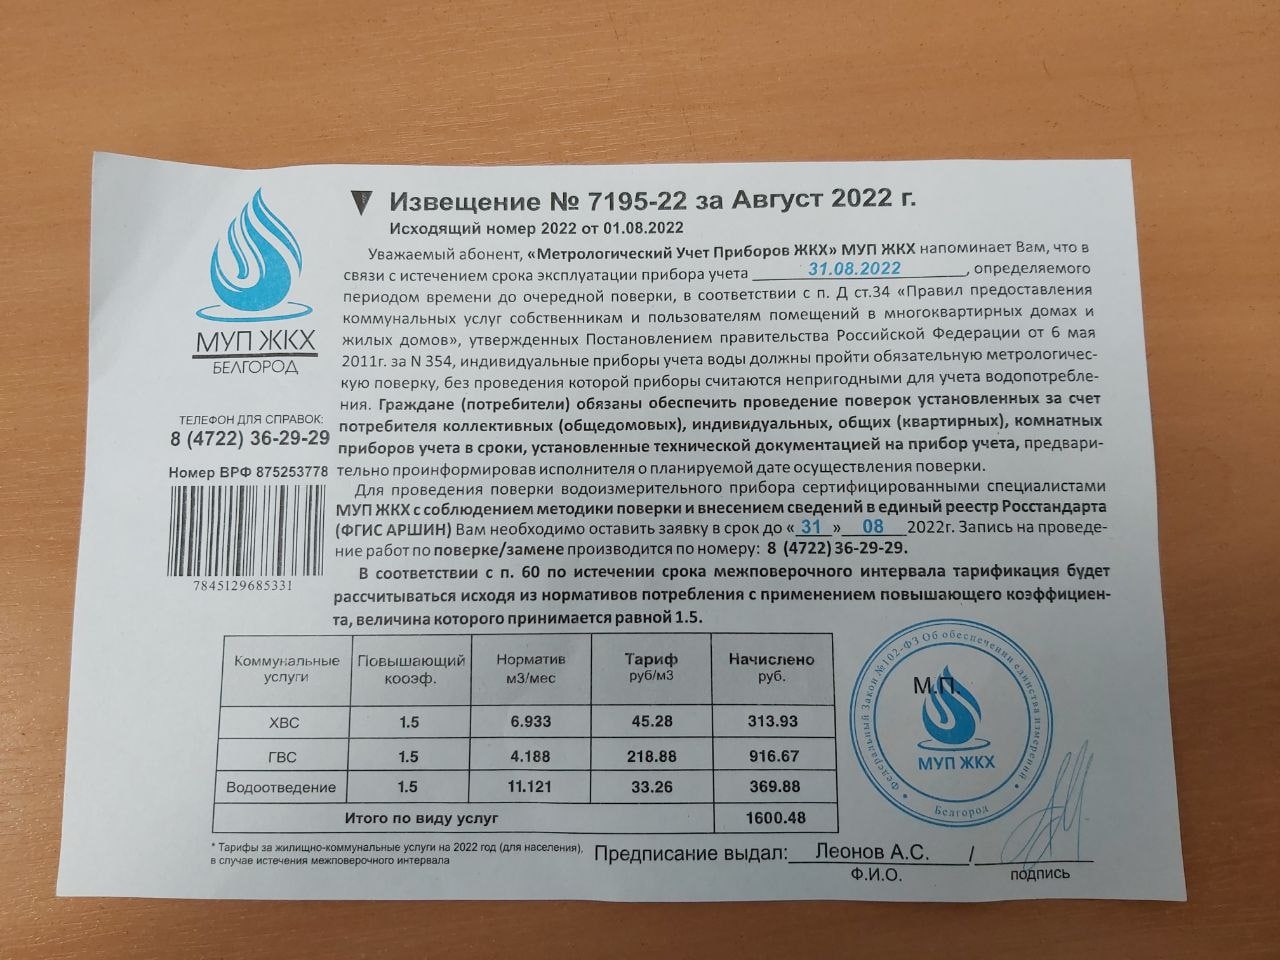 Извещение № 7195-22 за Август 2022 г.
Исходящий номер 2022 от 01.08.2022
Уважаемый абонент, «Метрологический Учет Приборов ЖКХ» МУП ЖКХ напоминает Вам, что в
связи с истечением срока эксплуатации прибора учета 31.08.2022, определяемого
периодом времени до очередной поверки, в соответствии с п. Д ст.34 «Правил предоставления
коммунальных услуг собственникам и пользователям помещений в многоквартирных домах и
жилых домов», утвержденных Постановлением правительства Российской Федерации от 6 мая
2011г. за N 354, индивидуальные приборы учета воды должны пройти обязательную метрологичес-
кую поверку, без проведения которой приборы считаются непригодными для учета водопотребле-
ния. Граждане (потребители) обязаны обеспечить проведение поверок установленных за счет
потребителя коллективных (общедомовых), индивидуальных, общих (квартирных), комнатных
приборов учета в сроки, установленные технической документацией на прибор учета, предвари-
тельно проинформировав исполнителя о планируемой дате осуществления поверки.
Для проведения поверки водоизмерительного прибора сертифицированными специалистами
МУП ЖКХ с соблюдением методики поверки и внесением сведений в единый реестр Росстандарта
(ФГИС АРШИН) Вам необходимо оставить заявку в срок до «31» 08 2022г. Запись на проведе-
ние работ по поверке/замене производится по номеру: 8 (4722) 36-29-29.
В соответствии с п. 60 по истечении срока межповерочного интервала тарификация будет
рассчитываться исходя из нормативов потребления с применением повышающего коэффициен-
та, величина которого принимается равной 1.5.
МУП ЖКХ
БЕЛГОРОД
ТЕЛЕФОН ДЛЯ СПРАВОК:
8 (4722) 36-29-29
Номер ВРФ 875253778
7845129685331
Коммунальные услуги Повышающий кооэф. Норматив м3/мес Тариф руб/м3 Начислено руб.
ХВС 1.5 6.933 45.28 313.93
ГВС 1.5 4.188 218.88 916.67
Водоотведение 1.5 11.121 33.26 369.88
Итого по виду услуг 1600.48
* Тарифы за жилищно-коммунальные услуги на 2022 год (для населения),
в случае истечения межповерочного интервала
М.П.
Федеральный Закон №102-ФЗ Об обеспечении единства измерений
МУП ЖКХ
Белгород
Предписание выдал: Леонов А.С. /
Ф.И.О. подпись